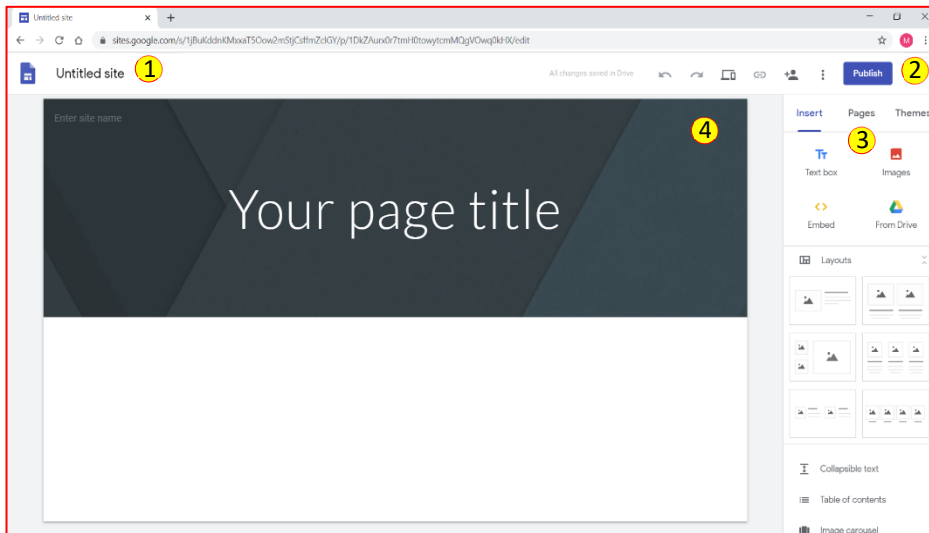 Untitled site
sites.google.com/s/1jBuKddnKMxxaT5Oow2mStjCsffmZclGY/p/1DkZAurx0r7tmH0towytcmMQgVOwq0kHX/edit
M
Untitled site
1
All changes saved in Drive
Publish
2
Enter site name
4
Your page title
Insert Pages Themes
3
Text box Images
Embed From Drive
Layouts
Collapsible text
Table of contents
Image carousel